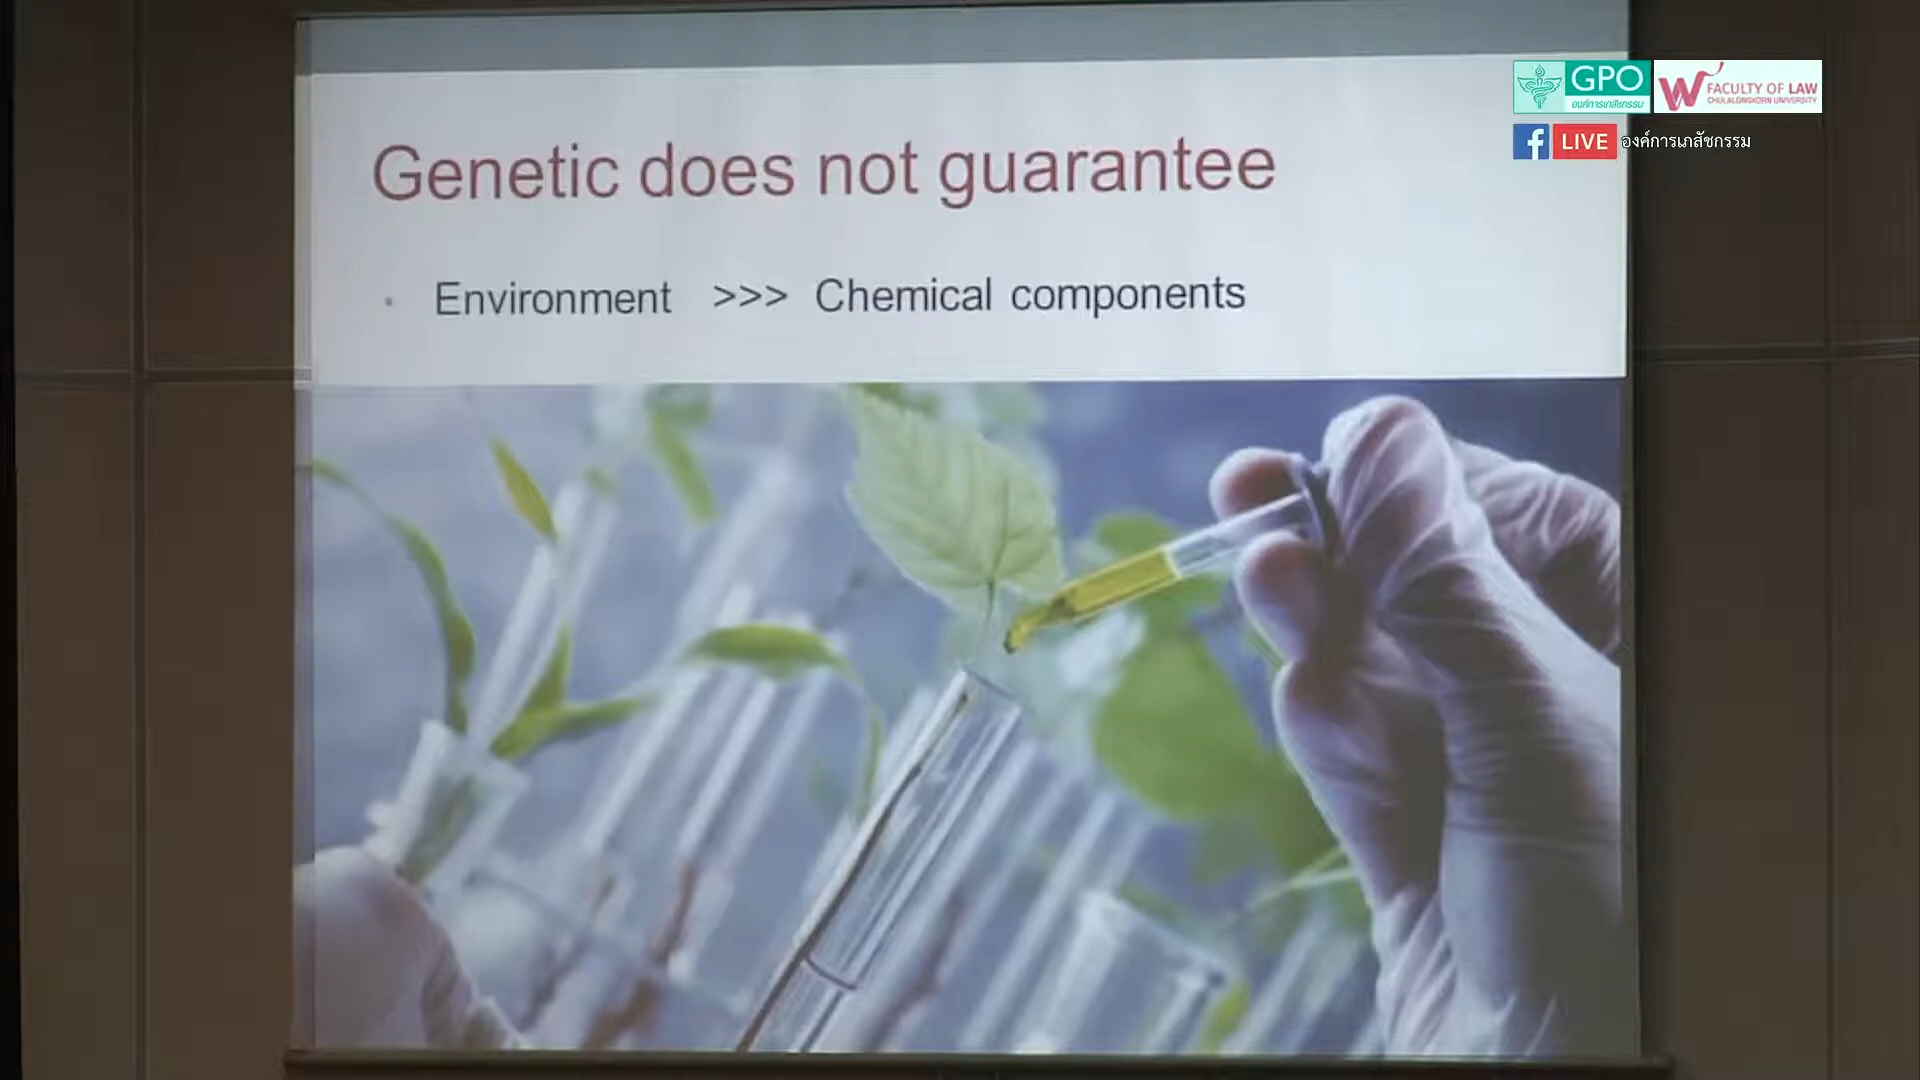 Genetic does not guarantee
• Environment >>> Chemical components
GPO
องค์การเภสัชกรรม
FACULTY OF LAW
CHULALONGKORN UNIVERSITY
f LIVE องค์การเภสัชกรรม